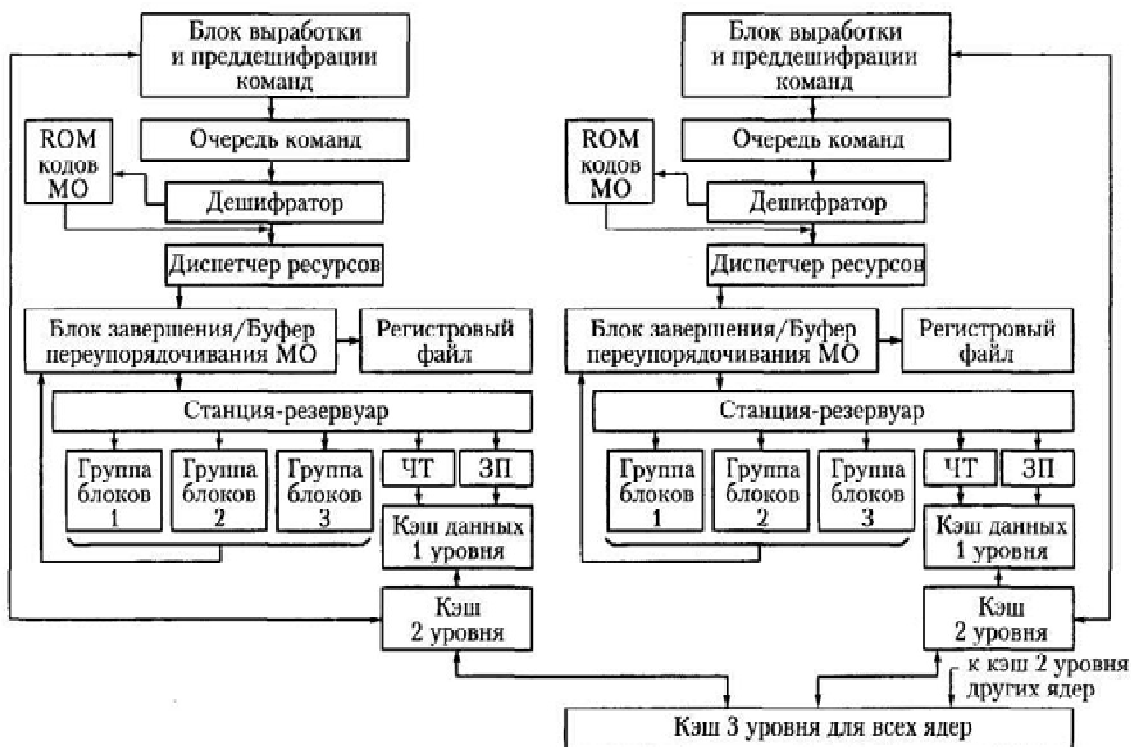 Блок выработки
и преддешифрации
команд
ROM
кодов
МО
Очередь команд
Дешифратор
Диспетчер ресурсов
Блок завершения/Буфер
переупорядочивания МО
Регистровый
файл
Станция-резервуар
Группа
блоков
1
Группа
блоков
2
Группа
блоков
3
ЧТ
ЗП
Кэш данных
1 уровня
Кэш
2 уровня
Блок выработки
и преддешифрации
команд
ROM
кодов
МО
Очередь команд
Дешифратор
Диспетчер ресурсов
Блок завершения/Буфер
переупорядочивания МО
Регистровый
файл
Станция-резервуар
Группа
блоков
1
Группа
блоков
2
Группа
блоков
3
ЧТ
ЗП
Кэш данных
1 уровня
Кэш
2 уровня
к кэш 2 уровня
других ядер
Кэш 3 уровня для всех ядер